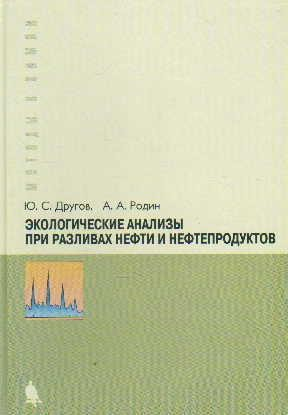 Ю. С. Другов, А. А. Родин
ЭКОЛОГИЧЕСКИЕ АНАЛИЗЫ
ПРИ РАЗЛИВАХ НЕФТИ И НЕФТЕПРОДУКТОВ